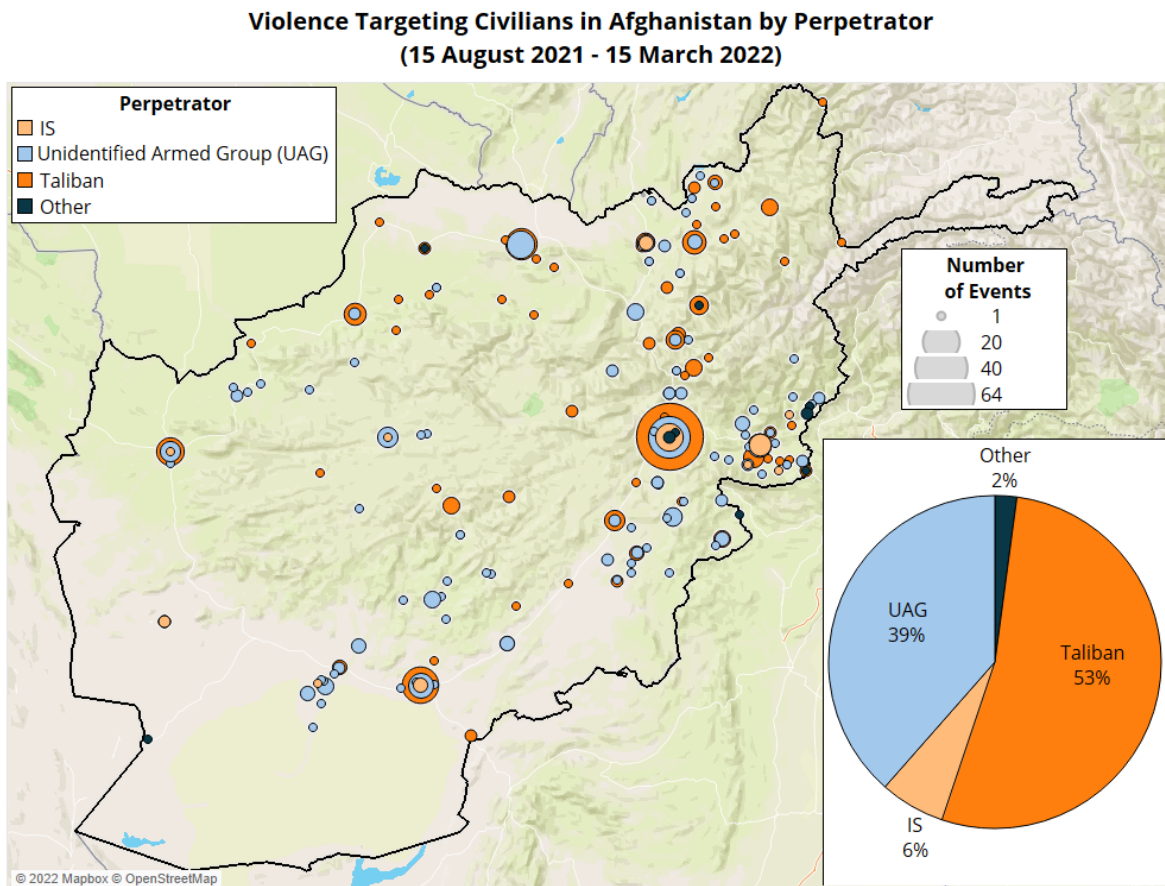 Violence Targeting Civilians in Afghanistan by Perpetrator
(15 August 2021 - 15 March 2022)
Perpetrator
IS
Unidentified Armed Group (UAG)
Taliban
Other
Number
of Events
1
20
40
64
Other
2%
UAG
39%
Taliban
53%
IS
6%
© 2022 Mapbox © OpenStreetMap